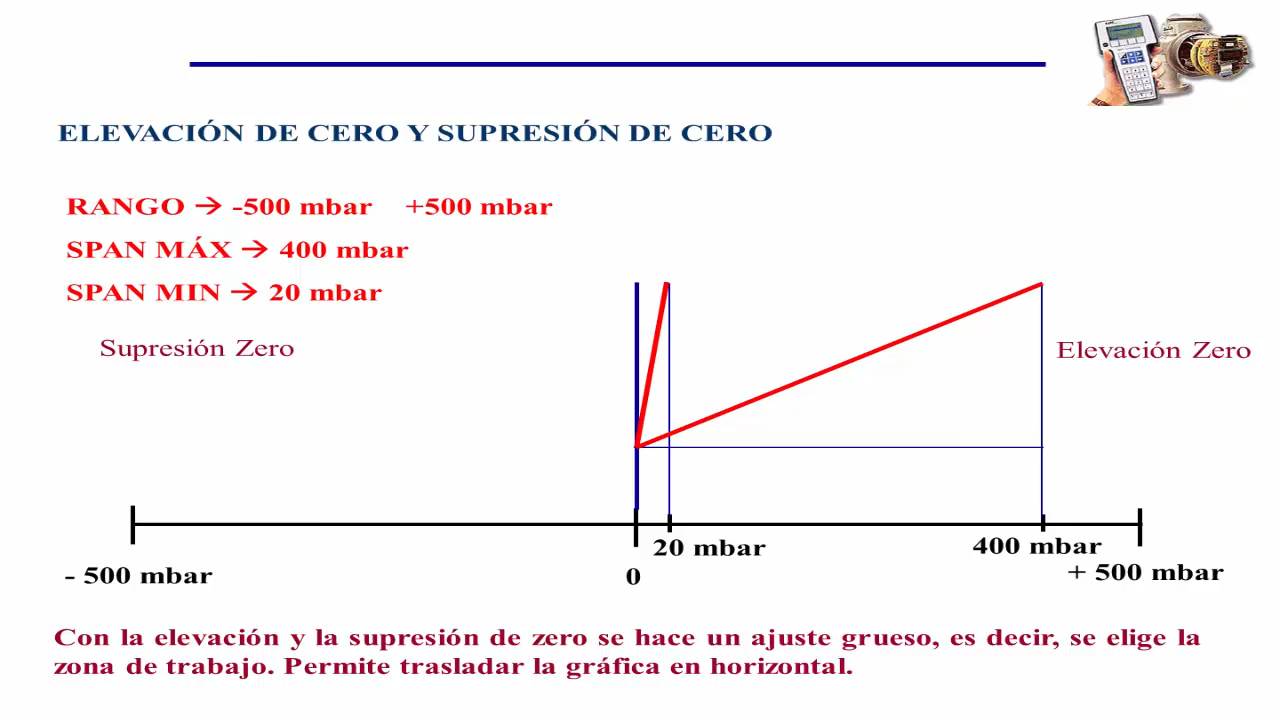 ELEVACIÓN DE CERO Y SUPRESIÓN DE CERO
RANGO → -500 mbar +500 mbar
SPAN MÁX → 400 mbar
SPAN MIN → 20 mbar
Supresión Zero
Elevación Zero
20 mbar
400 mbar
- 500 mbar
0
+ 500 mbar
Con la elevación y la supresión de zero se hace un ajuste grueso, es decir, se elige la
zona de trabajo. Permite trasladar la gráfica en horizontal.